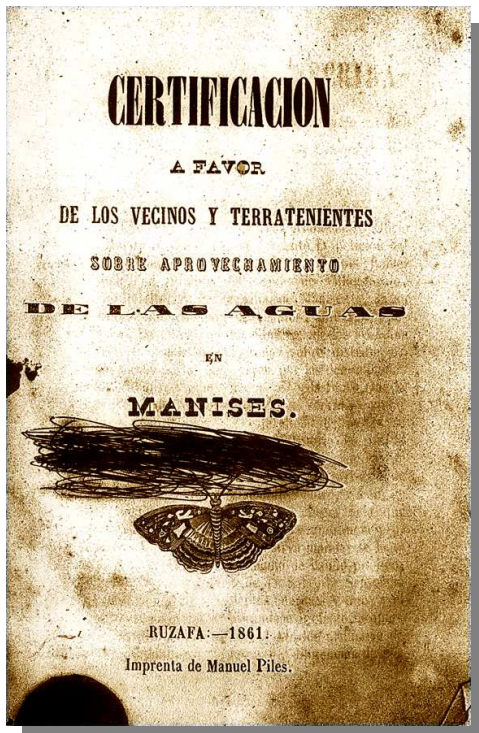 CERTIFICACION
A FAVOR
DE LOS VECINOS Y TERRATENIENTES
SOBRE APROVECHAMIENTO
DE LAS AGUAS
EN
MANISES.
RUZAFA:—1861.
Imprenta de Manuel Piles.